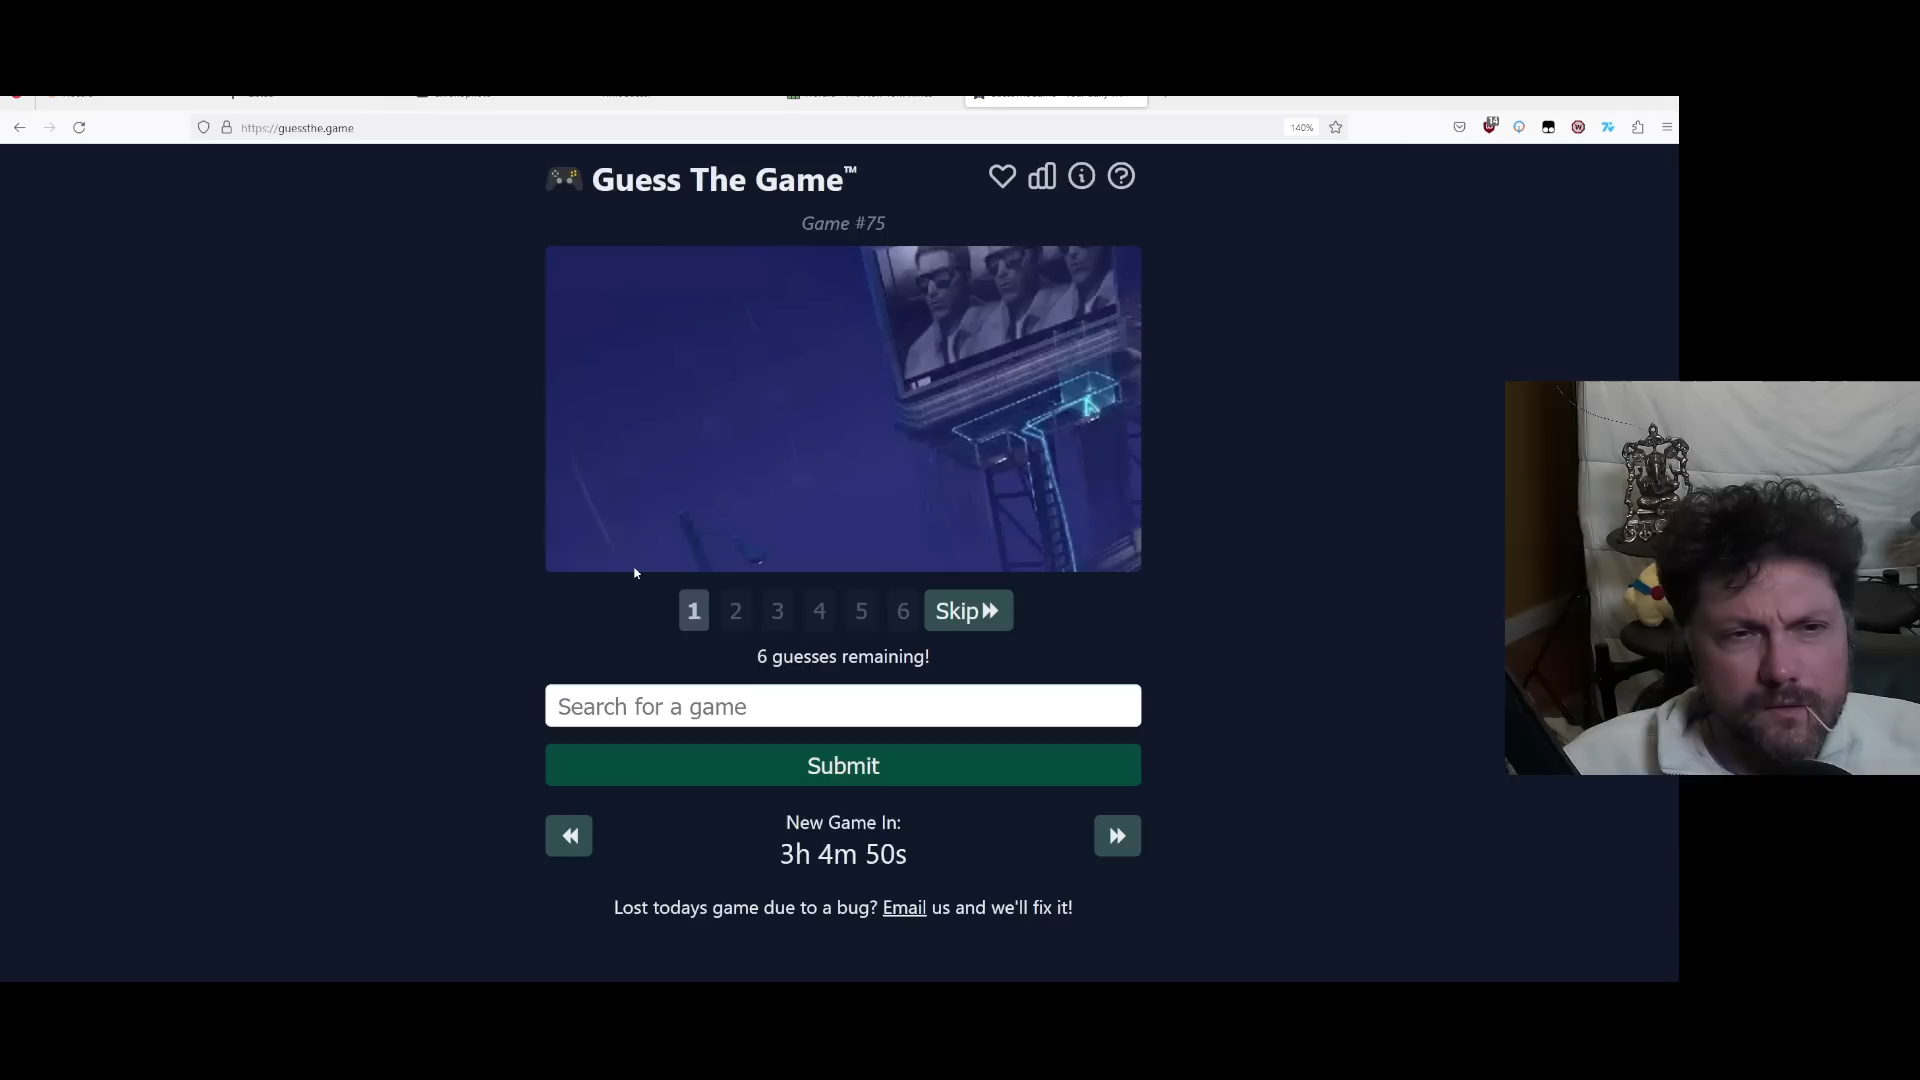 https://guessthe.game
140%
14
Guess The Game™
Game #75
1 2 3 4 5 6 Skip
6 guesses remaining!
Search for a game
Submit
New Game In:
3h 4m 50s
Lost todays game due to a bug? Email us and we'll fix it!